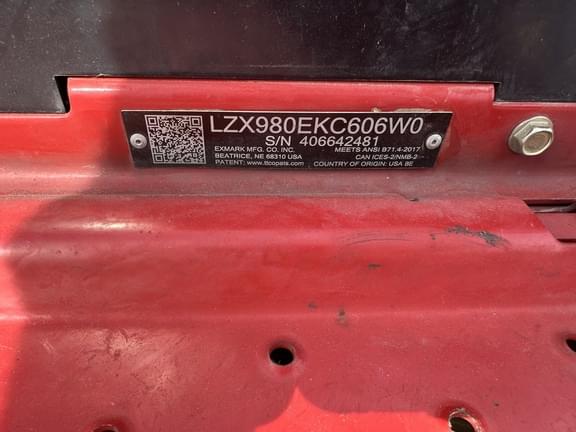 LZX980EKC606W0
S/N 406642481
EXMARK MFG. CO. INC. MEETS ANSI B71.4-2017
BEATRICE, NE 68310 USA CAN ICES-2/NMB-2
PATENT: www.ttcopats.com COUNTRY OF ORIGIN: USA BE